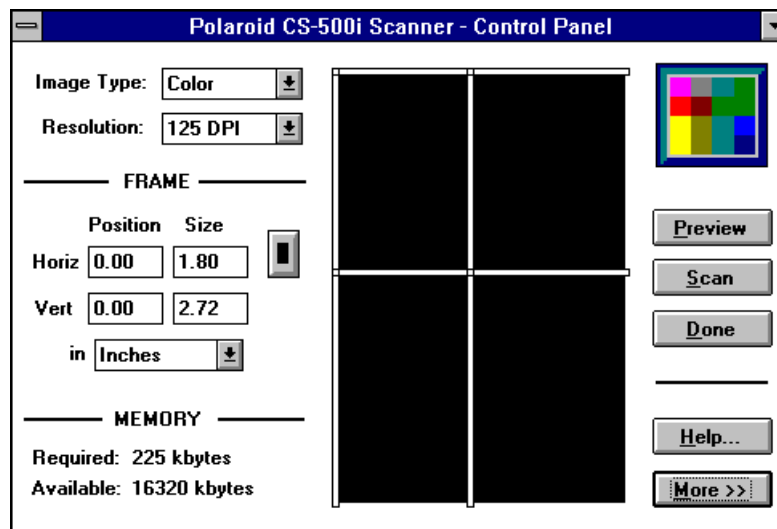 Polaroid CS-500i Scanner - Control Panel
Image Type: Color
Resolution: 125 DPI
FRAME
Position Size
Horiz 0.00 1.80
Vert 0.00 2.72
in Inches
MEMORY
Required: 225 kbytes
Available: 16320 kbytes
Preview
Scan
Done
Help...
More >>